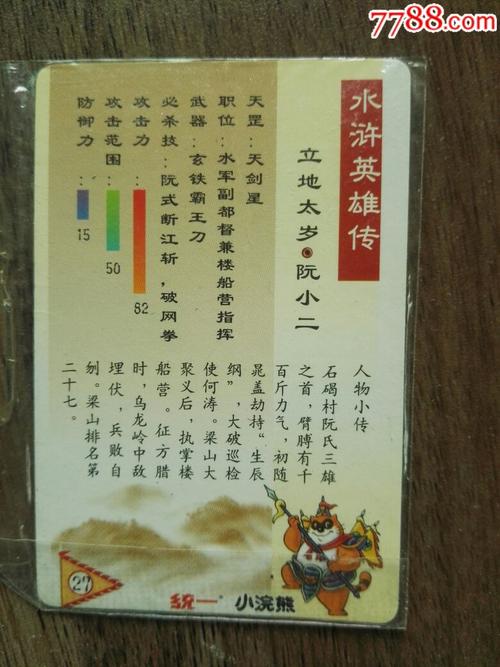 7788.com
水浒英雄传
立地太岁·阮小二
天罡:天剑星
职位:水军副都督兼楼船营指挥
武器:玄铁霸王刀
必杀技:阮式断江斩,破网拳
攻击力:
82
攻击范围:
50
防御力:
15
人物小传
石碣村阮氏三雄
之首,臂膊有千
百斤力气,初随
晁盖劫持“生辰
纲”,大破巡检
使何涛。梁山大
聚义后,执掌楼
船营。征方腊
时,乌龙岭中敌
埋伏,兵败自
刎。梁山排名第
二十七。
27
统一 小浣熊